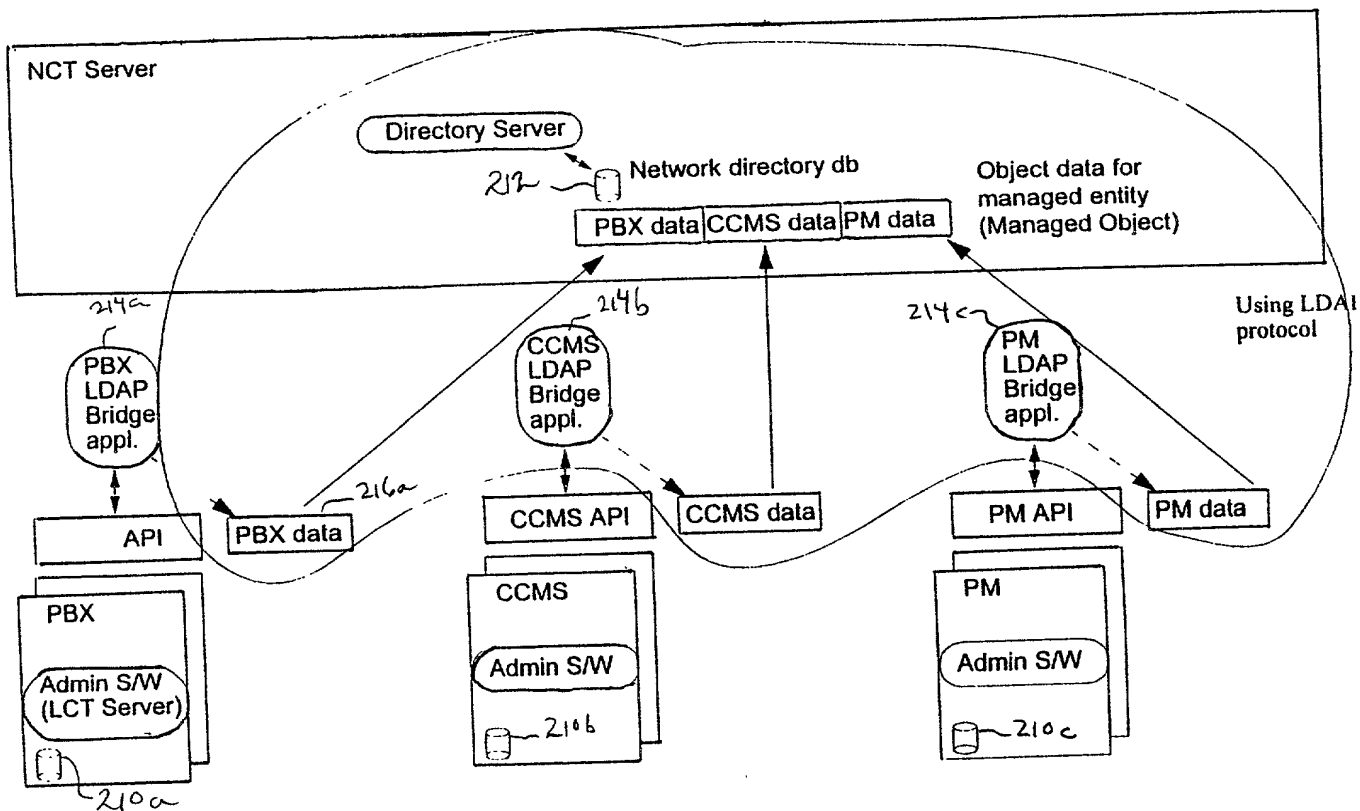 NCT Server
Directory Server
212
Network directory db
Object data for
managed entity
(Managed Object)
PBX data
CCMS data
PM data
214a
PBX
LDAP
Bridge
appl.
214b
CCMS
LDAP
Bridge
appl.
214c
PM
LDAP
Bridge
appl.
Using LDAP
protocol
API
PBX data
216a
CCMS API
CCMS data
PM API
PM data
PBX
Admin S/W
(LCT Server)
210a
CCMS
Admin S/W
210b
PM
Admin S/W
210c